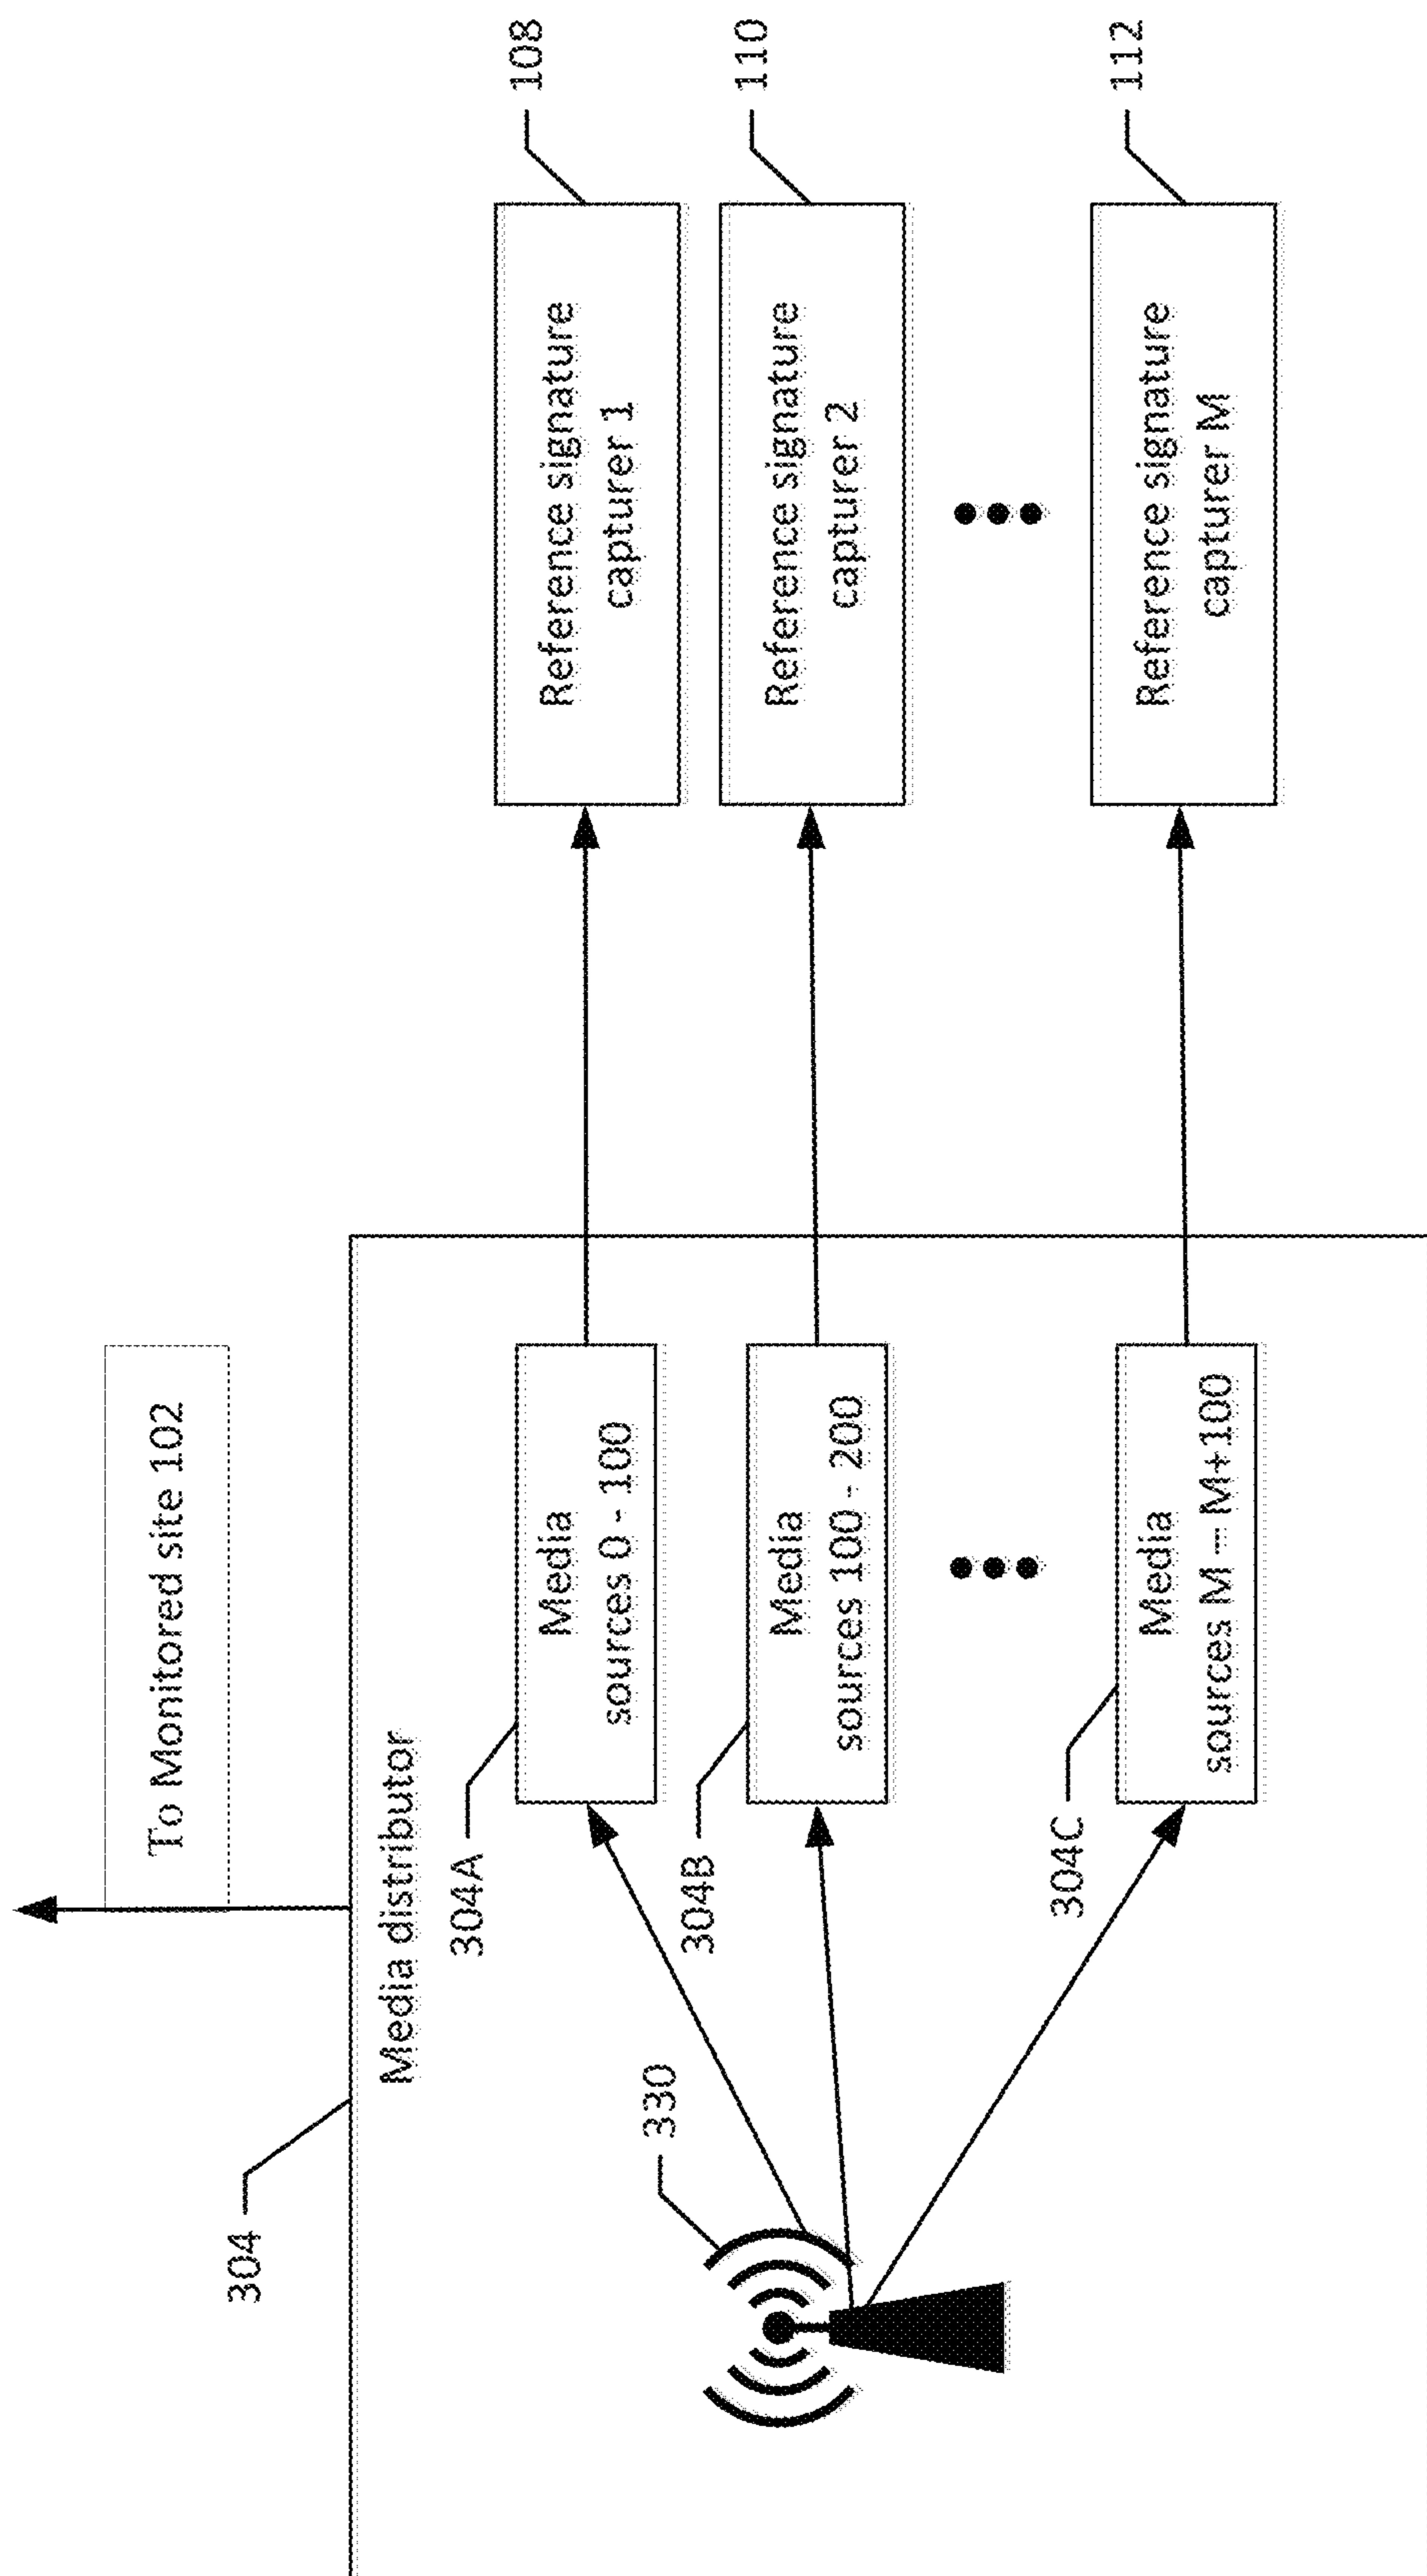 To Monitored site 102
304
Media distributor
304A
Media
sources 0 - 100
Reference signature
capturer 1
108
330
304B
Media
sources 100 - 200
Reference signature
capturer 2
110
304C
Media
sources M – M+100
Reference signature
capturer M
112